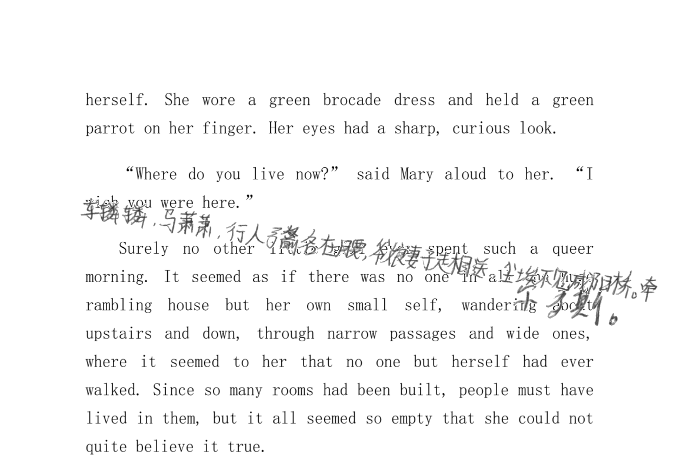 herself. She wore a green brocade dress and held a green
parrot on her finger. Her eyes had a sharp, curious look.
“Where do you live now?” said Mary aloud to her. “I
you were here.”
车辚辚，马萧萧，行人弓箭各在腰，爷娘妻子走相送，尘埃不见咸阳桥。牵
Surely no other spent such a queer
morning. It seemed as if there was no one in all
rambling house but her own small self, wandering about
upstairs and down, through narrow passages and wide ones,
where it seemed to her that no one but herself had ever
walked. Since so many rooms had been built, people must have
lived in them, but it all seemed so empty that she could not
quite believe it true.